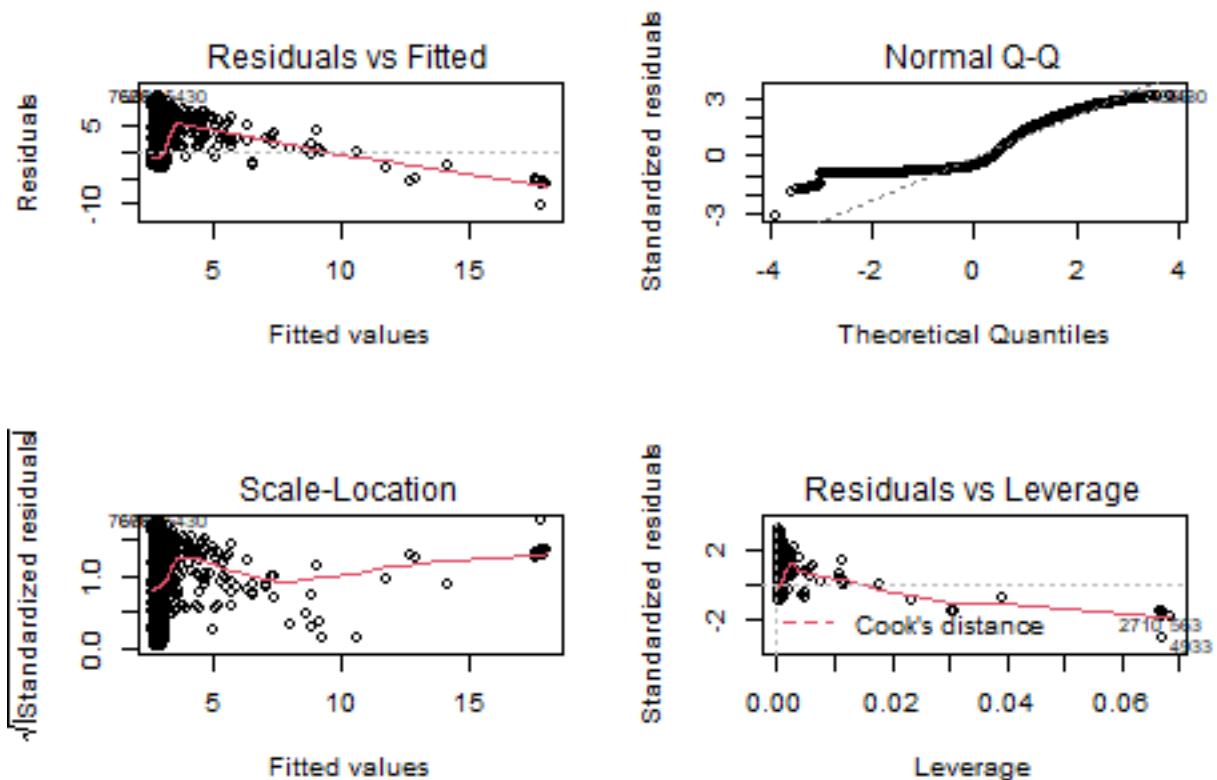 Residuals vs Fitted
Residuals
5
-10
5430
5
10
15
Fitted values
Normal Q-Q
Standardized residuals
3
0
-3
-4
-2
0
2
4
Theoretical Quantiles
Scale-Location
√|Standardized residuals|
1.0
0.0
5430
5
10
15
Fitted values
Residuals vs Leverage
Standardized residuals
2
-2
Cook's distance
2710
563
4933
0.00
0.02
0.04
0.06
Leverage